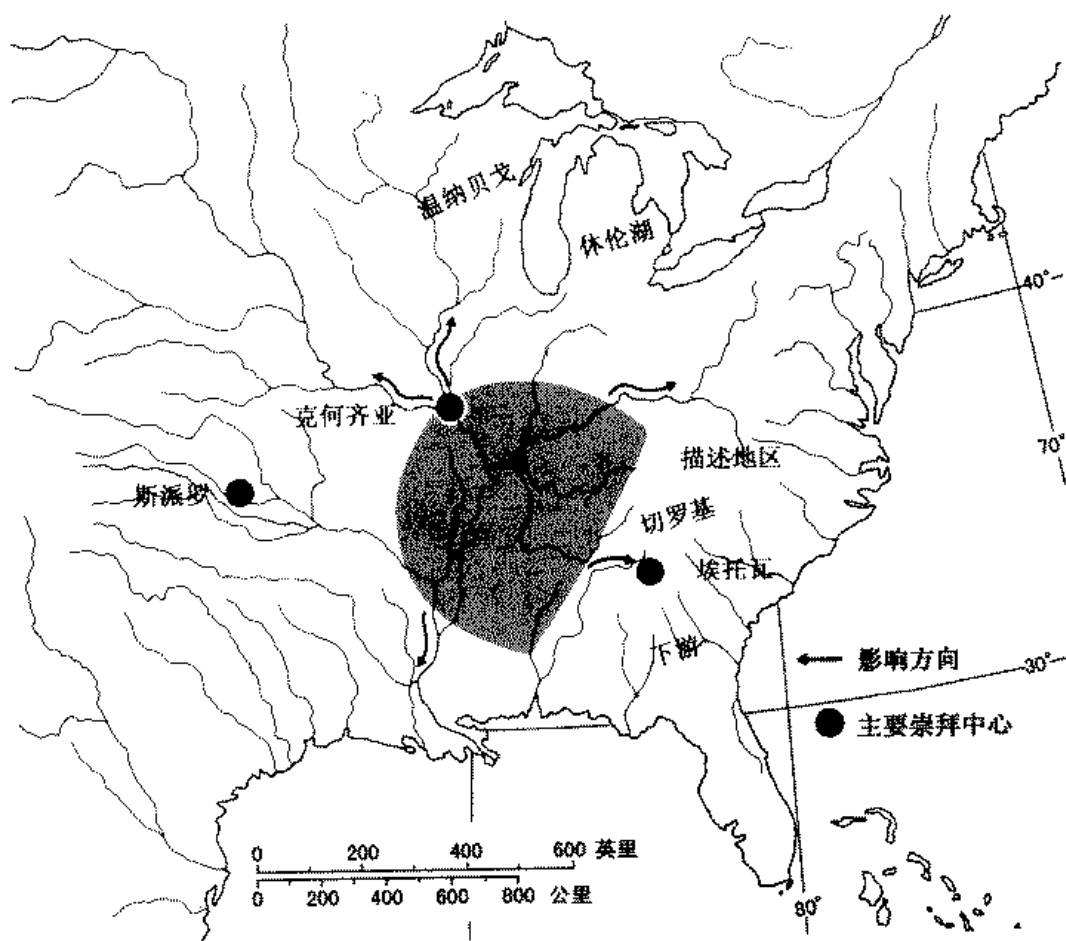 温纳贝戈
休伦湖
40°
克何齐亚
70°
描述地区
斯派罗
切罗基
埃托瓦
下游
影响方向
30°
主要崇拜中心
0 200 400 600 英里
0 200 400 600 800 公里
80°